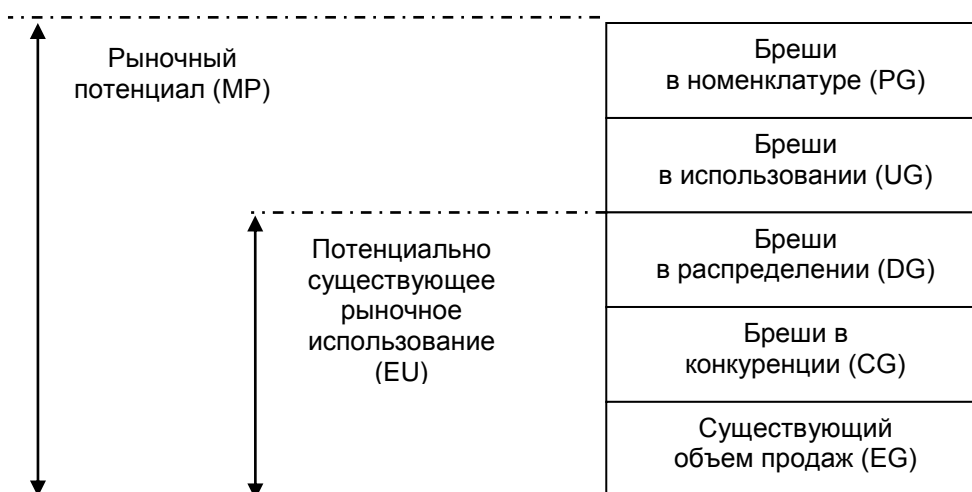 Рыночный
потенциал (MP)
Бреши
в номенклатуре (PG)
Бреши
в использовании (UG)
Потенциально
существующее
рыночное
использование
(EU)
Бреши
в распределении (DG)
Бреши в
конкуренции (CG)
Существующий
объем продаж (EG)